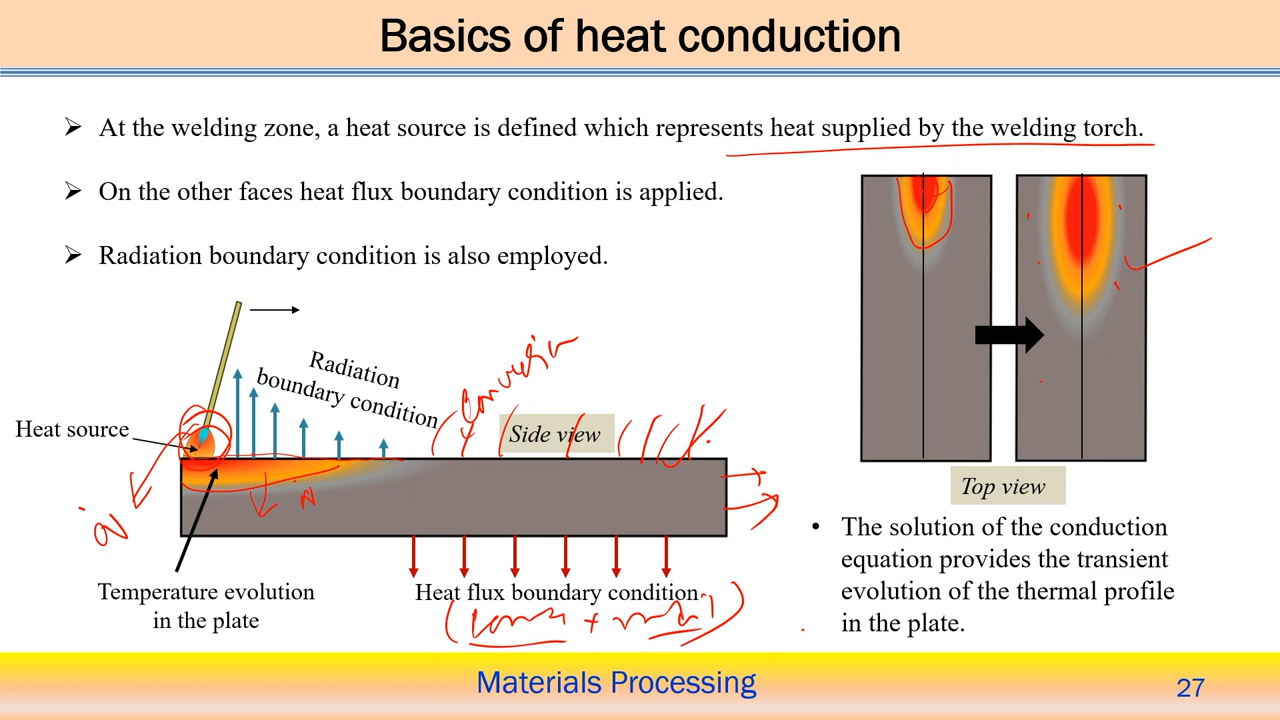 Basics of heat conduction
➢ At the welding zone, a heat source is defined which represents heat supplied by the welding torch.
➢ On the other faces heat flux boundary condition is applied.
➢ Radiation boundary condition is also employed.
Radiation
boundary condition
Convection
Heat source
Side view
Top view
Temperature evolution
in the plate
Heat flux boundary condition
• The solution of the conduction
equation provides the transient
evolution of the thermal profile
in the plate.
Materials Processing
27